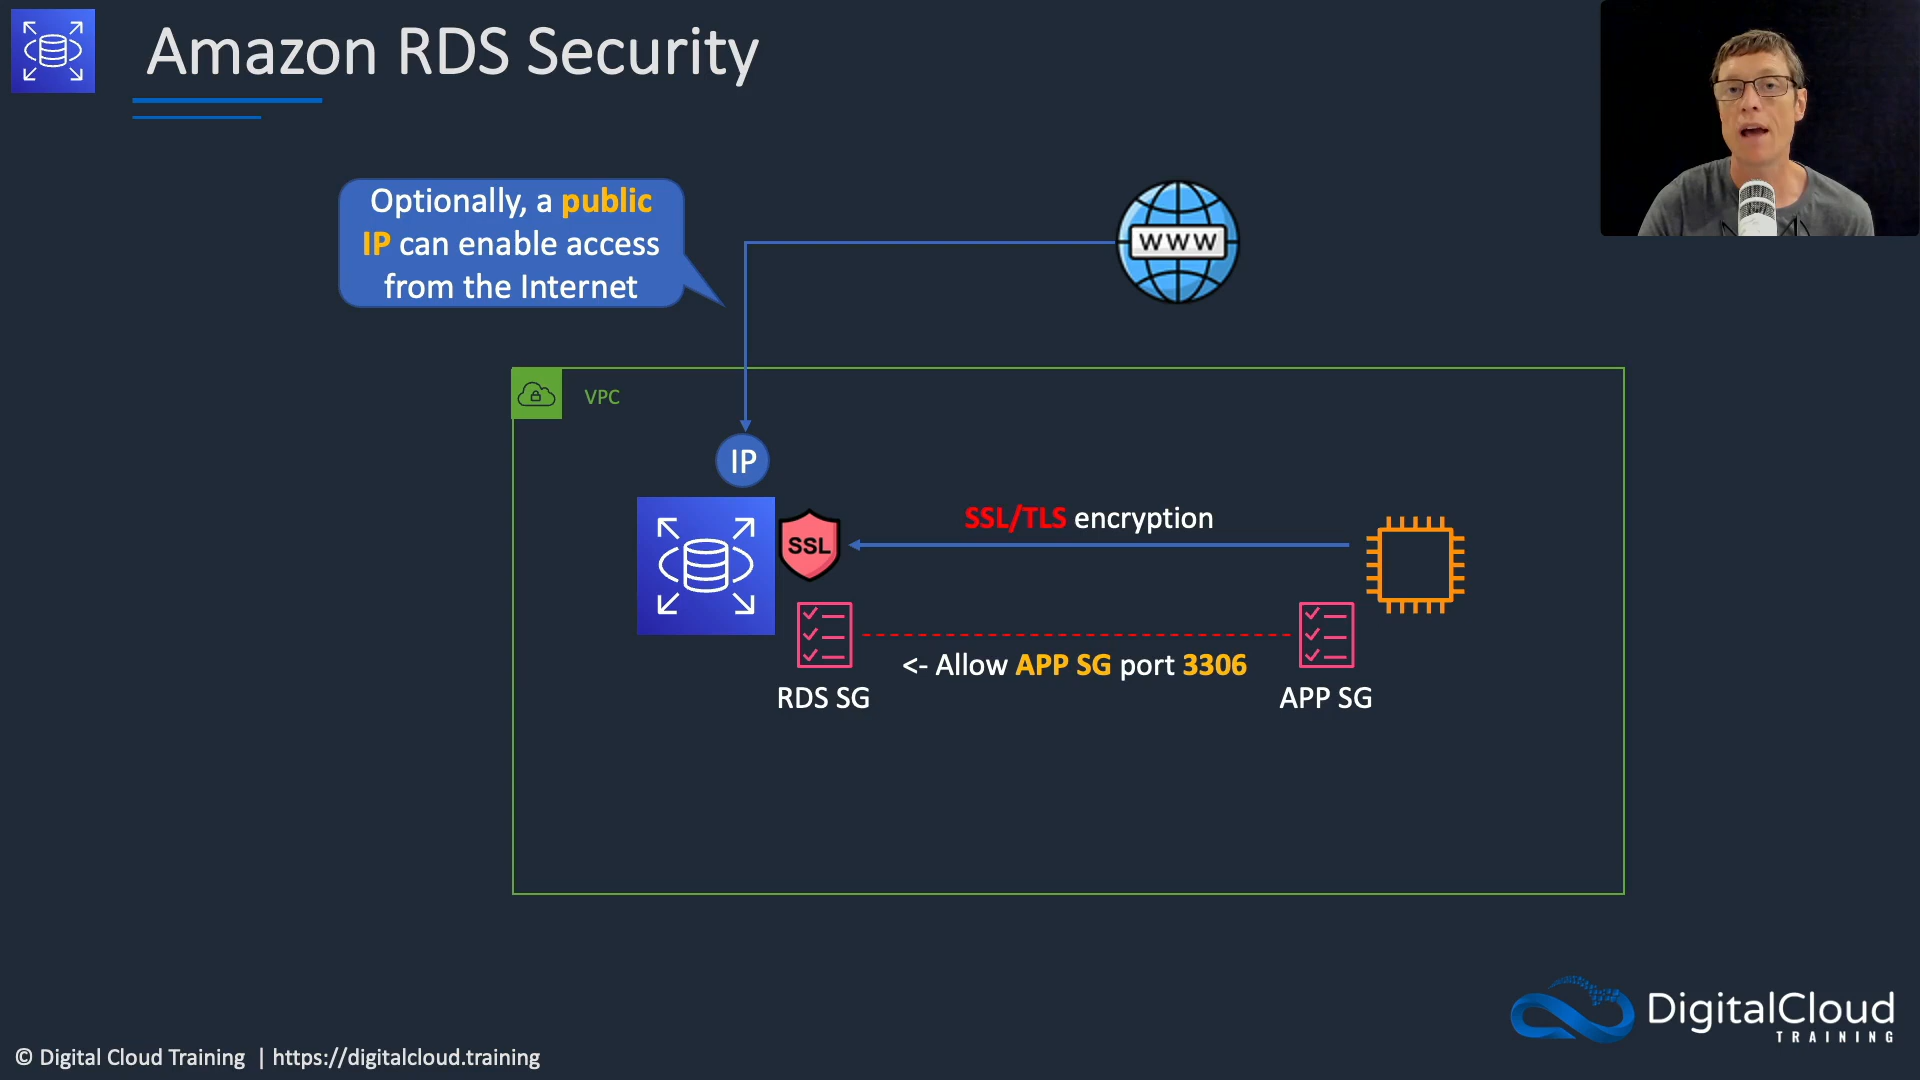 Amazon RDS Security
Optionally, a public
IP can enable access
from the Internet
WWW
VPC
IP
SSL/TLS encryption
SSL
<- Allow APP SG port 3306
RDS SG
APP SG
DigitalCloud
TRAINING
© Digital Cloud Training | https://digitalcloud.training